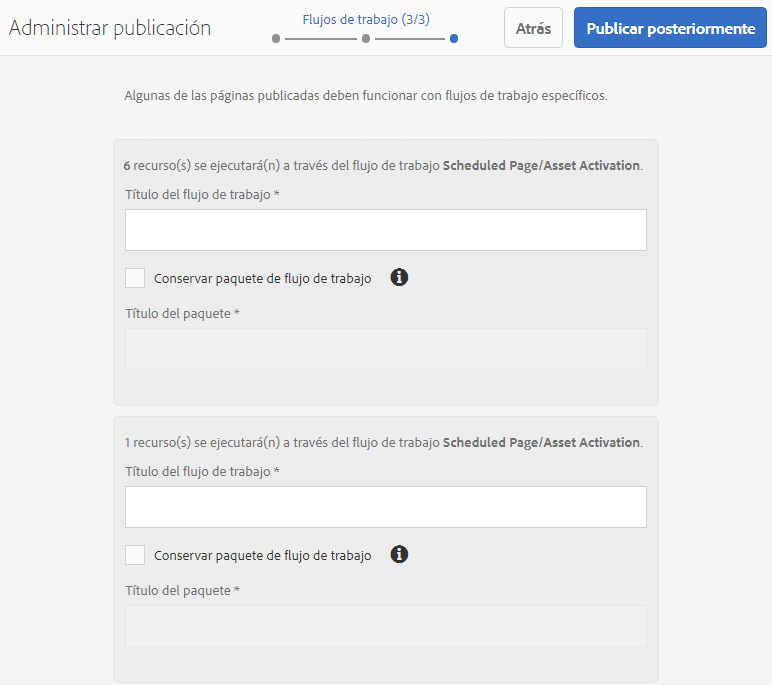 Administrar publicación
Flujos de trabajo (3/3)
Atrás
Publicar posteriormente
Algunas de las páginas publicadas deben funcionar con flujos de trabajo específicos.
6 recurso(s) se ejecutará(n) a través del flujo de trabajo Scheduled Page/Asset Activation.
Título del flujo de trabajo *
Conservar paquete de flujo de trabajo
Título del paquete *
1 recurso(s) se ejecutará(n) a través del flujo de trabajo Scheduled Page/Asset Activation.
Título del flujo de trabajo *
Conservar paquete de flujo de trabajo
Título del paquete *